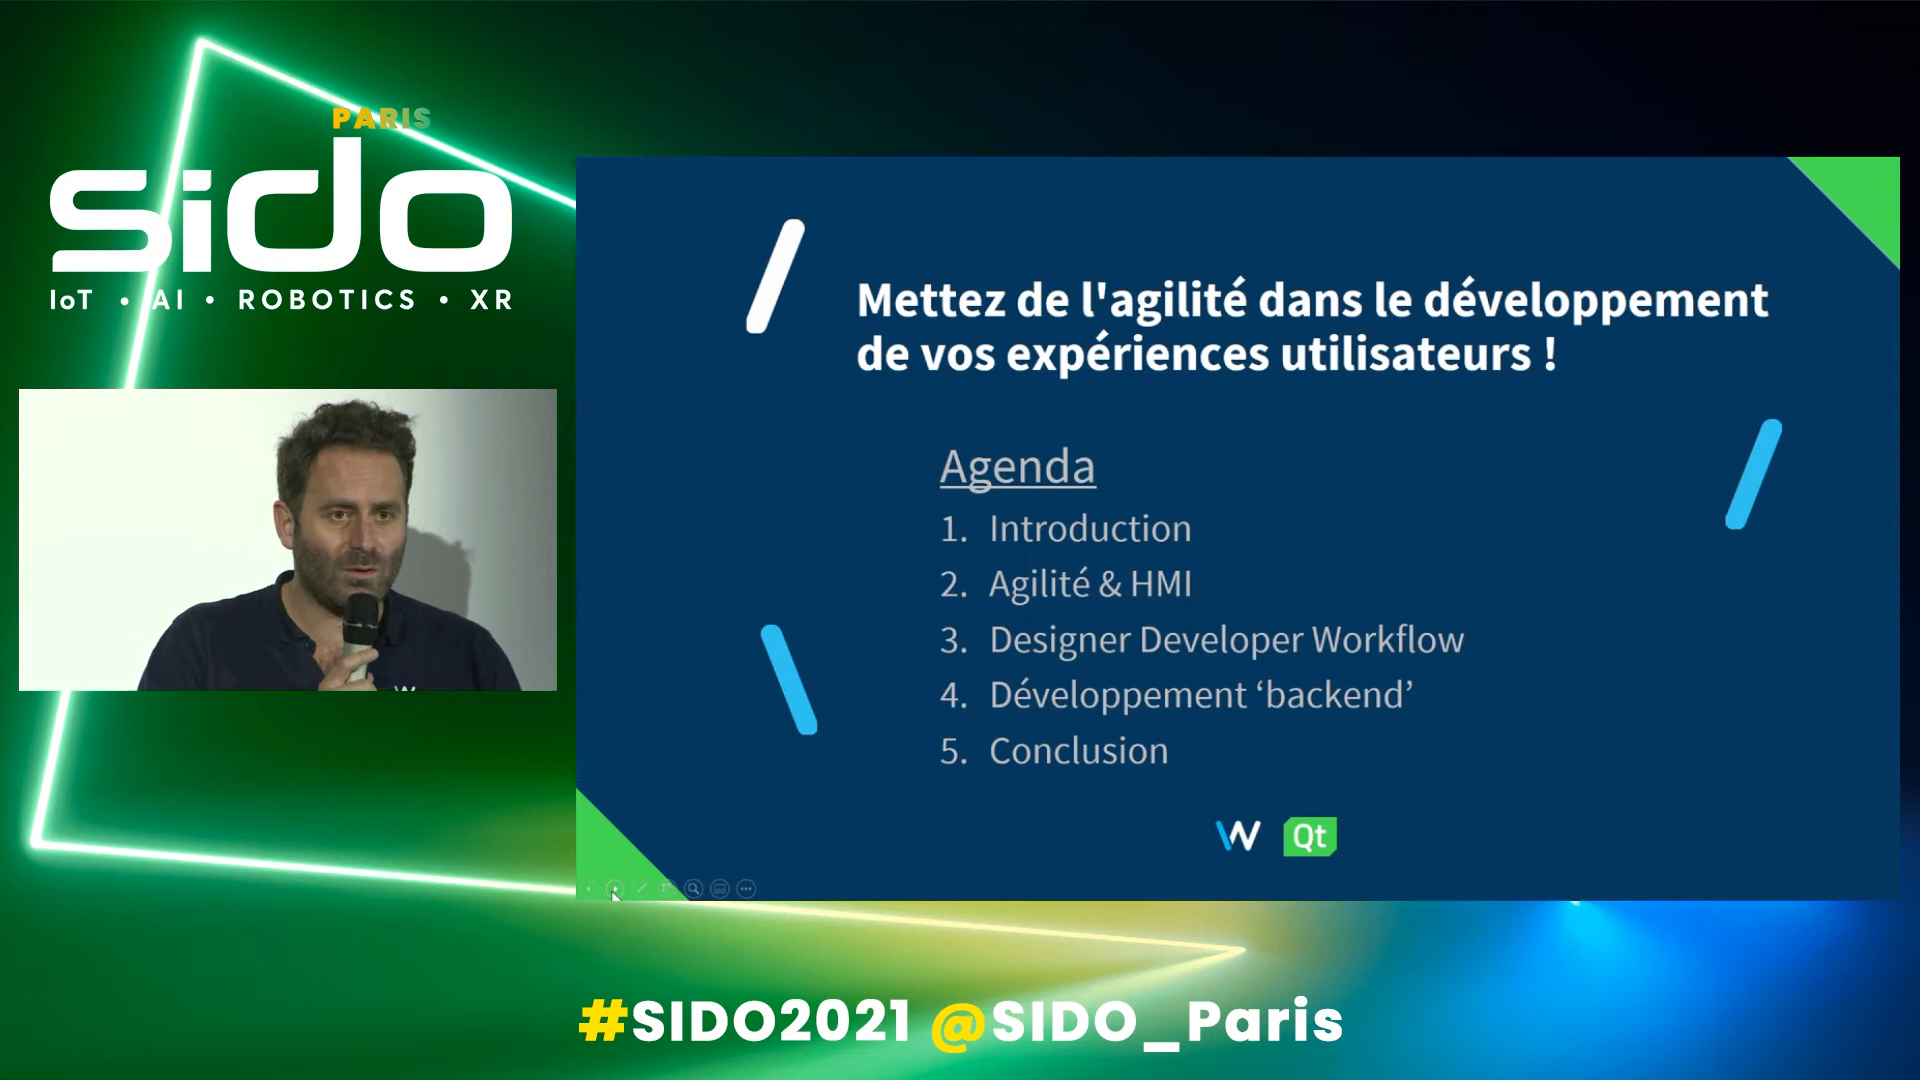 PARIS
sido
IoT • AI • ROBOTICS • XR
Mettez de l'agilité dans le développement
de vos expériences utilisateurs !
Agenda
1. Introduction
2. Agilité & HMI
3. Designer Developer Workflow
4. Développement ‘backend’
5. Conclusion
W Qt
W
#SIDO2021 @SIDO_Paris